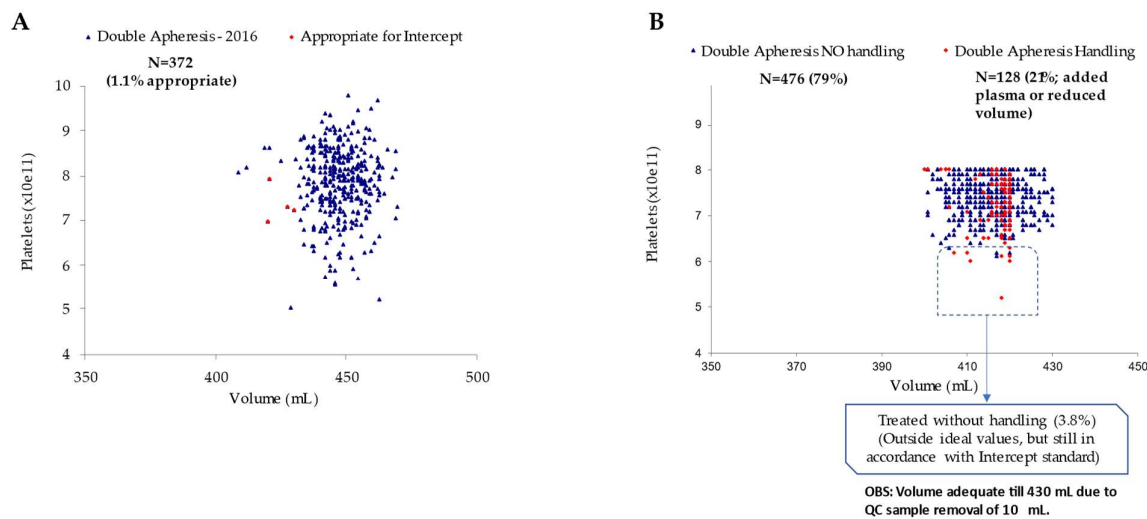 A
Double Apheresis - 2016
Appropriate for Intercept
N=372
(1.1% appropriate)
Platelets (x10e11)
10
9
8
7
6
5
4
350
400
450
500
Volume (mL)
B
Double Apheresis NO handling
Double Apheresis Handling
N=476 (79%)
N=128 (21%; added
plasma or reduced
volume)
Platelets (x10e11)
9
8
7
6
5
4
350
370
390
410
430
450
Volume (mL)
Treated without handling (3.8%)
(Outside ideal values, but still in
accordance with Intercept standard)
OBS: Volume adequate till 430 mL due to
QC sample removal of 10 mL.